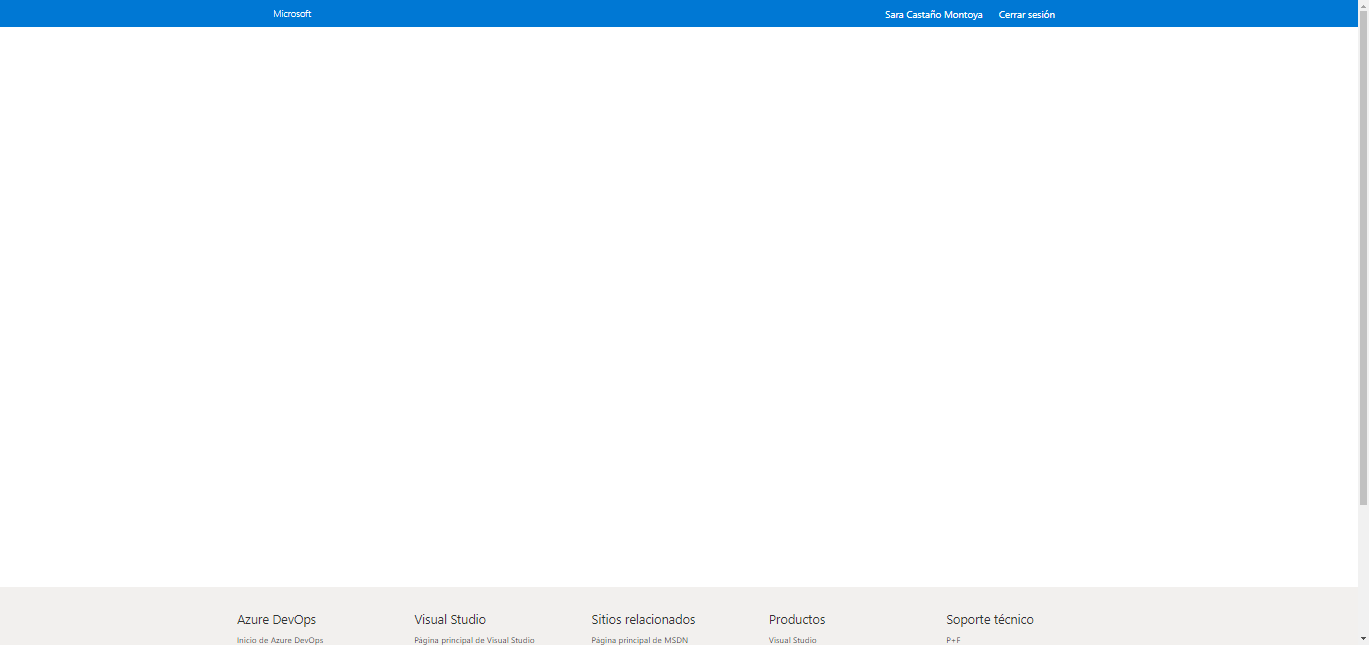 Microsoft
Sara Castaño Montoya Cerrar sesión
Azure DevOps Visual Studio Sitios relacionados Productos Soporte técnico
Inicio de Azure DevOps Página principal de Visual Studio Página principal de MSDN Visual Studio P+F